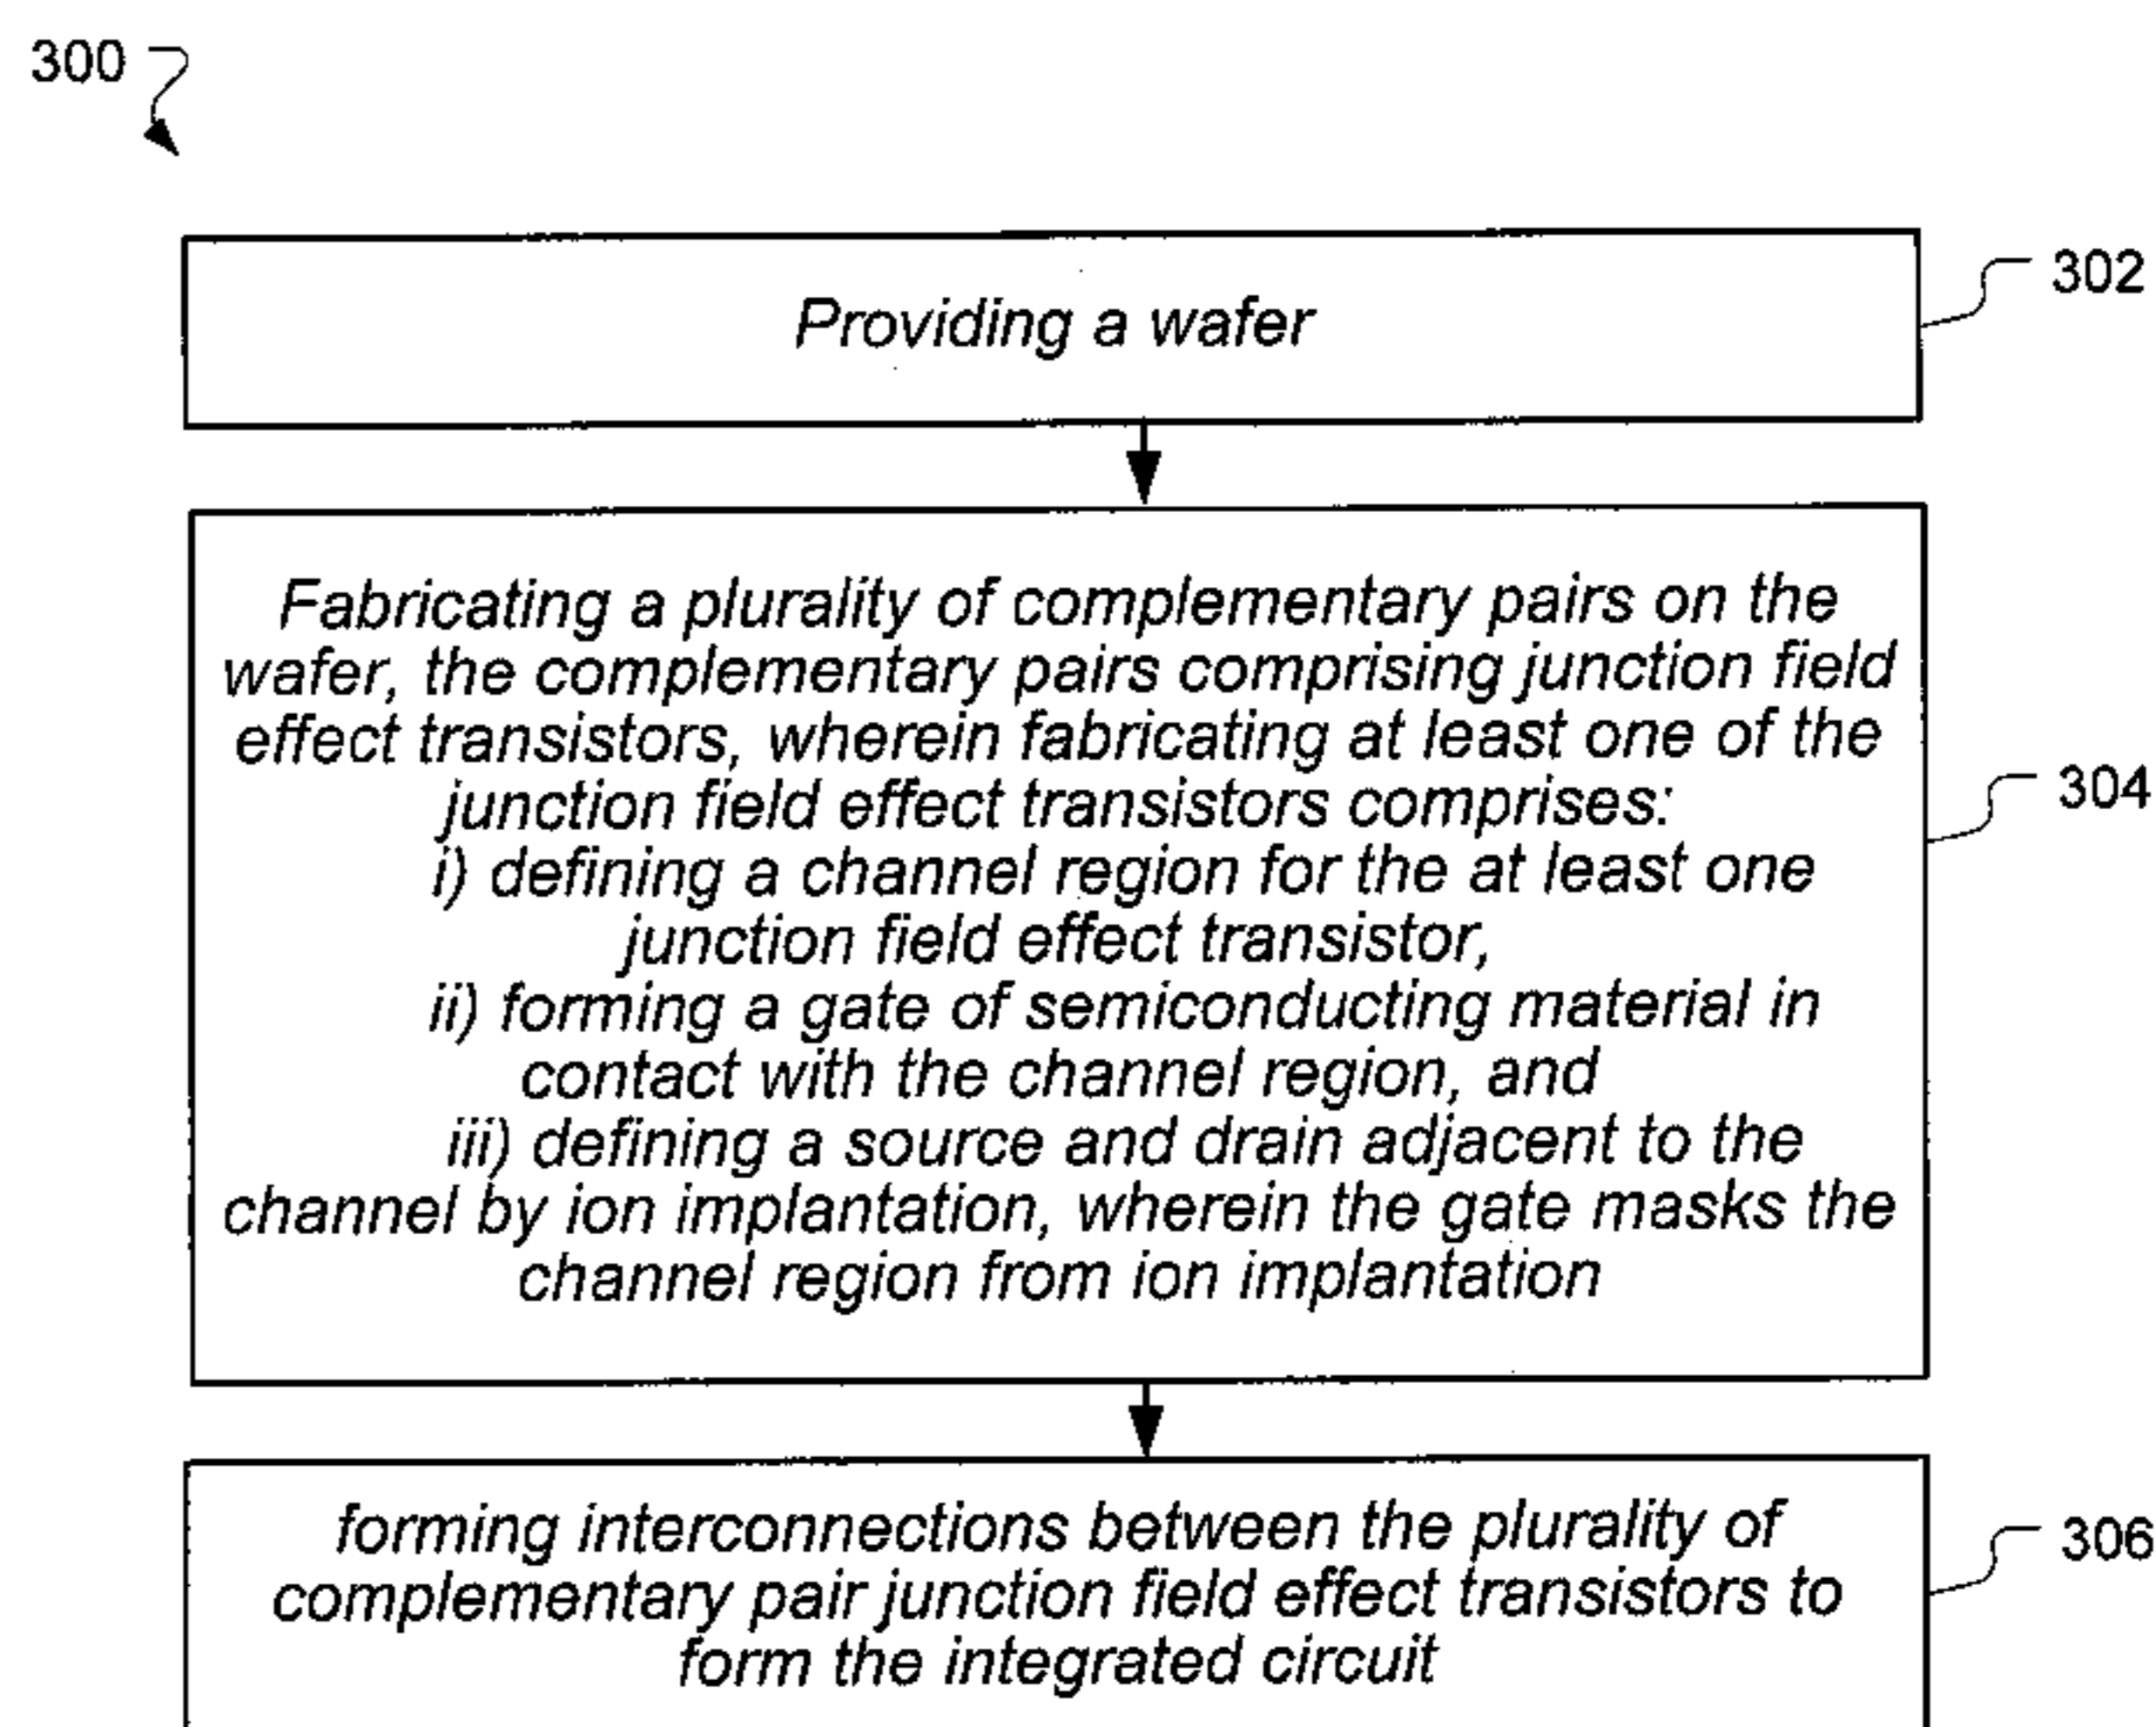 300
302
Providing a wafer
Fabricating a plurality of complementary pairs on the
wafer, the complementary pairs comprising junction field
effect transistors, wherein fabricating at least one of the
junction field effect transistors comprises:
304
i) defining a channel region for the at least one
junction field effect transistor,
ii) forming a gate of semiconducting material in
contact with the channel region, and
iii) defining a source and drain adjacent to the
channel by ion implantation, wherein the gate masks the
channel region from ion implantation
forming interconnections between the plurality of
306
complementary pair junction field effect transistors to
form the integrated circuit